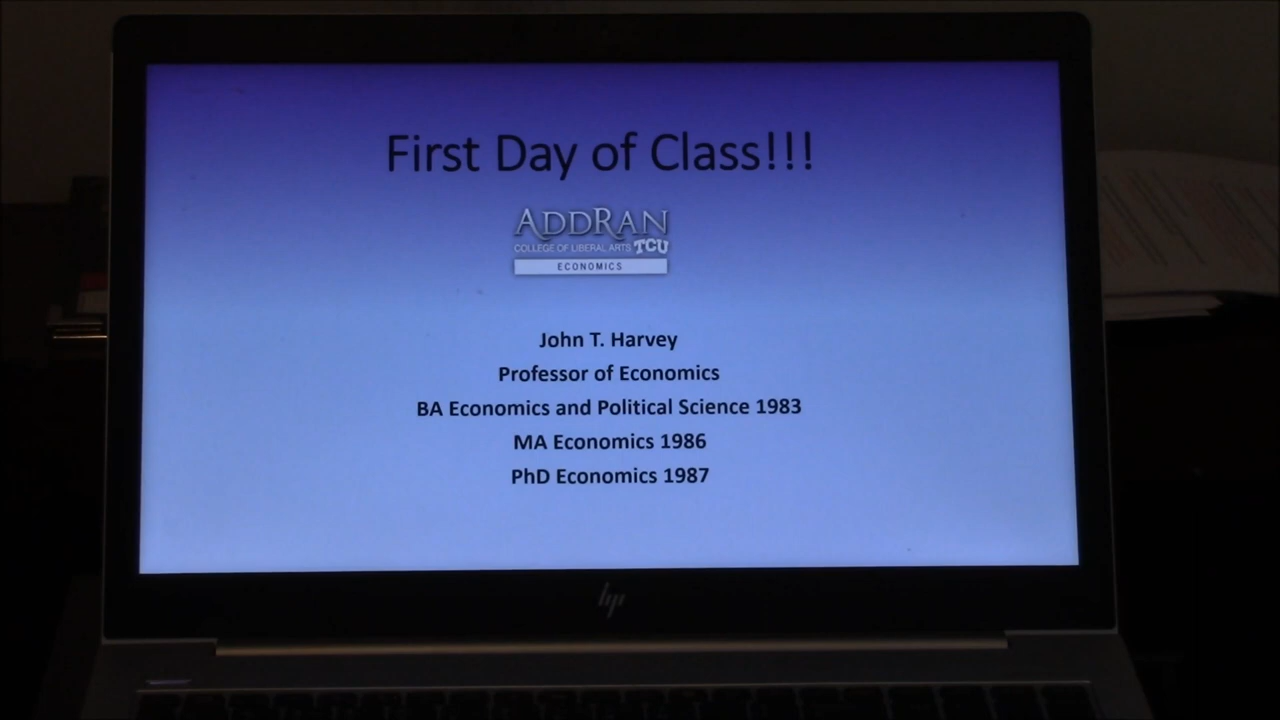 First Day of Class!!!
ADDRAN
COLLEGE OF LIBERAL ARTS TCU
ECONOMICS
John T. Harvey
Professor of Economics
BA Economics and Political Science 1983
MA Economics 1986
PhD Economics 1987
hp